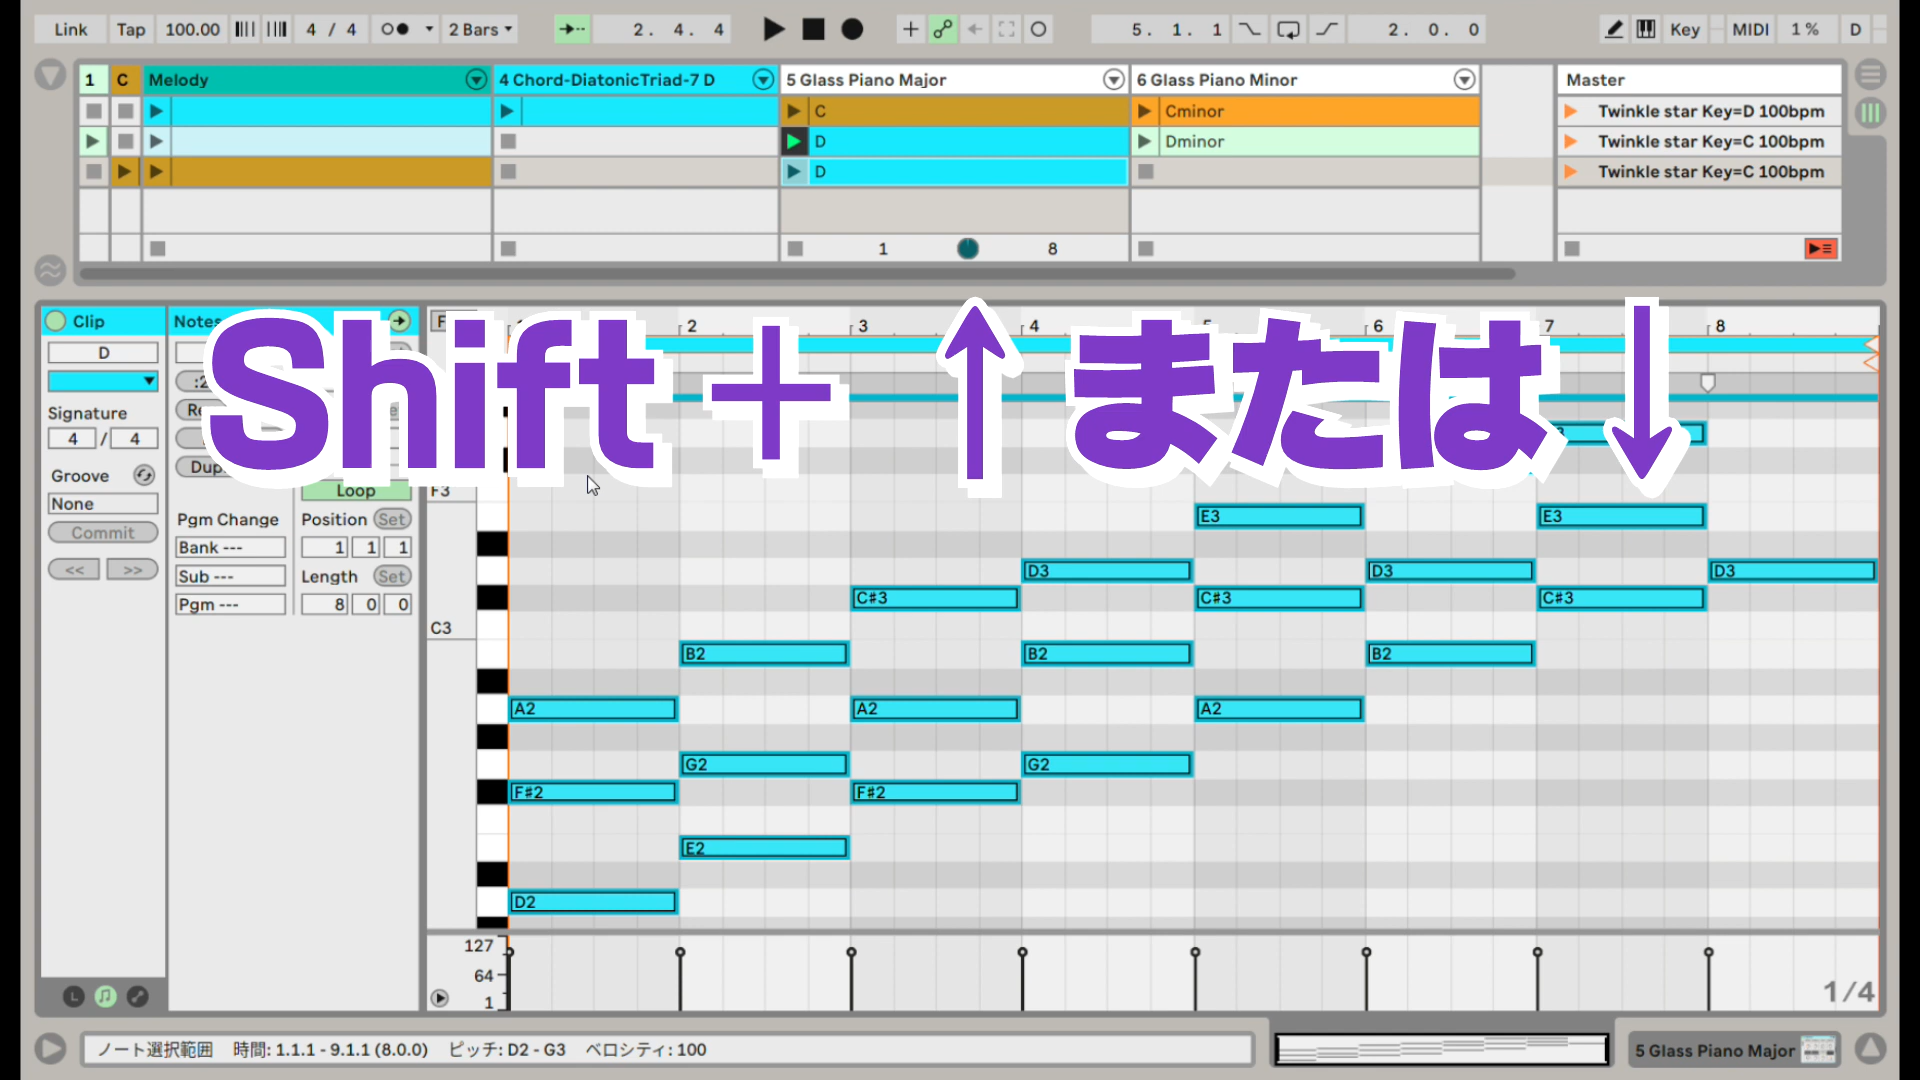 Link Tap 100.00 4 / 4 2 Bars 2. 4. 4 5. 1. 1 2. 0. 0 Key MIDI 1 % D
1 C Melody 4 Chord-DiatonicTriad-7 D 5 Glass Piano Major 6 Glass Piano Minor Master
C Cminor Twinkle star Key=D 100bpm
D Dminor Twinkle star Key=C 100bpm
D Twinkle star Key=C 100bpm
1 8
Clip Notes
2 3 4 6 7 8
D
Shift + ↑または↓
Signature
4 / 4
Groove
None
Commit
<< >>
Loop
Pgm Change Position Set
Bank --- 1 1 1
Sub --- Length Set
Pgm --- 8 0 0
F3
E3 E3
D3 D3 D3
C#3 C#3 C#3
C3
B2 B2 B2
A2 A2 A2
G2 G2
F#2 F#2
E2
D2
127
64
1
1/4
ノート選択範囲 時間: 1.1.1 - 9.1.1 (8.0.0) ピッチ: D2 - G3 ベロシティ: 100
5 Glass Piano Major